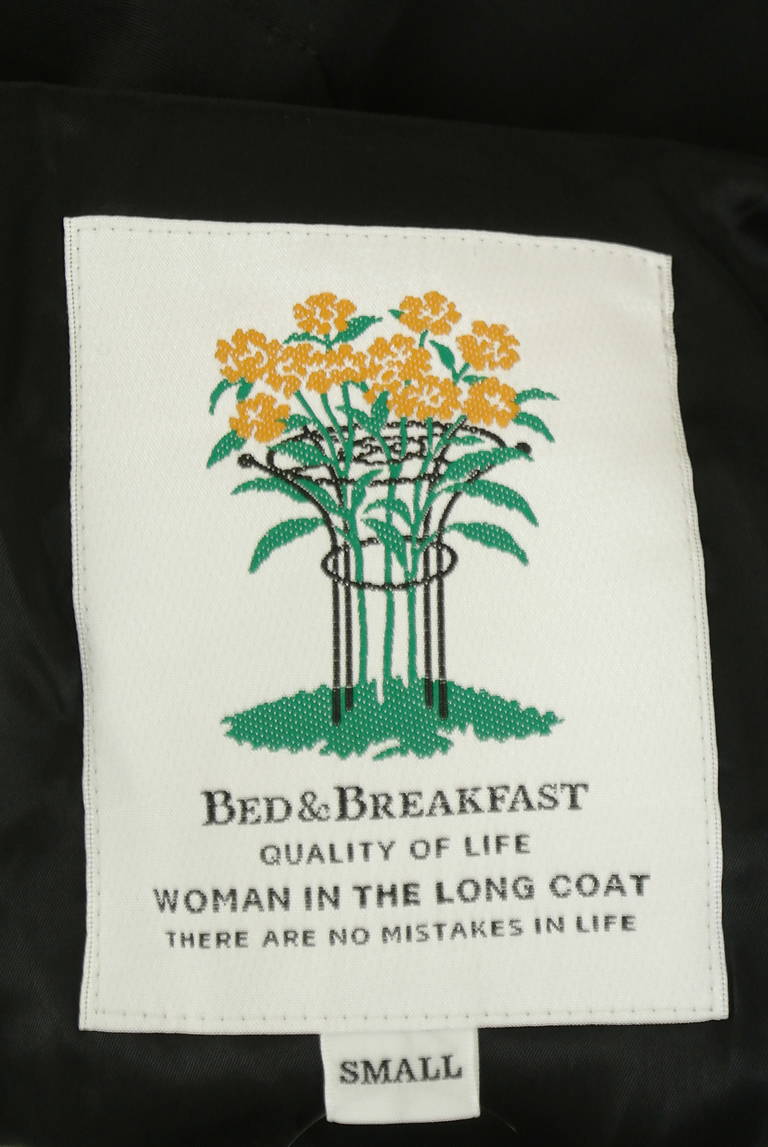 BED & BREAKFAST
QUALITY OF LIFE
WOMAN IN THE LONG COAT
THERE ARE NO MISTAKES IN LIFE
SMALL